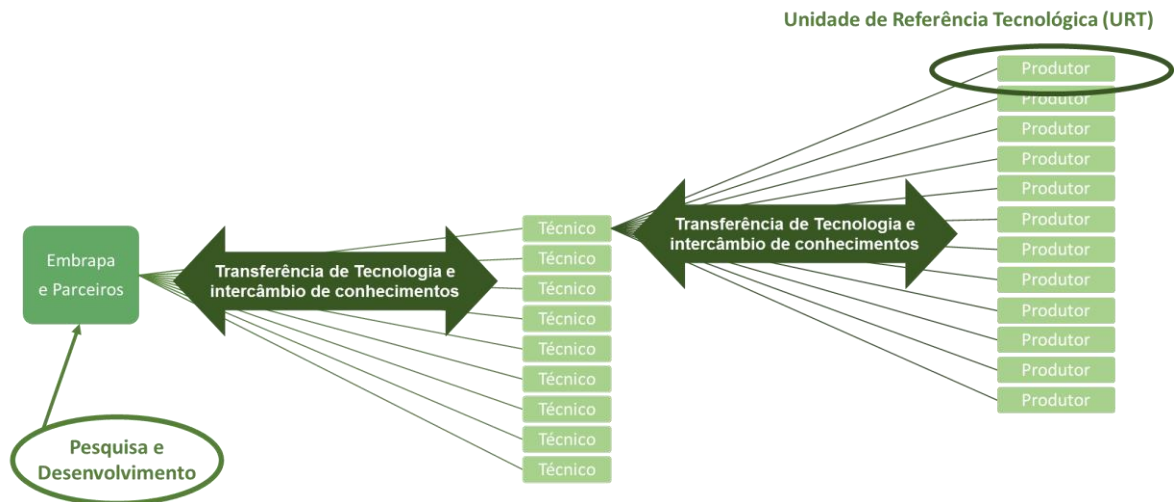 Unidade de Referência Tecnológica (URT)
Produtor
Produtor
Produtor
Produtor
Produtor
Produtor
Produtor
Produtor
Produtor
Produtor
Produtor
Produtor
Transferência de Tecnologia e
intercâmbio de conhecimentos
Técnico
Técnico
Técnico
Técnico
Técnico
Técnico
Técnico
Técnico
Técnico
Transferência de Tecnologia e
intercâmbio de conhecimentos
Embrapa
e Parceiros
Pesquisa e
Desenvolvimento